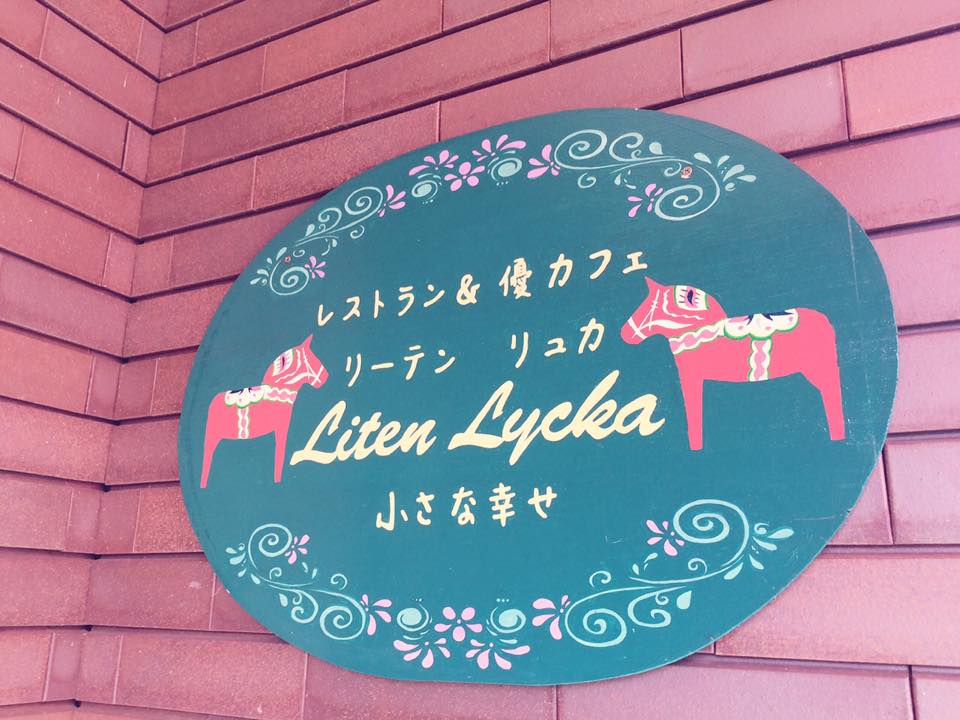 レストラン&優カフェ
リーテン リュカ
Liten Lycka
小さな幸せ